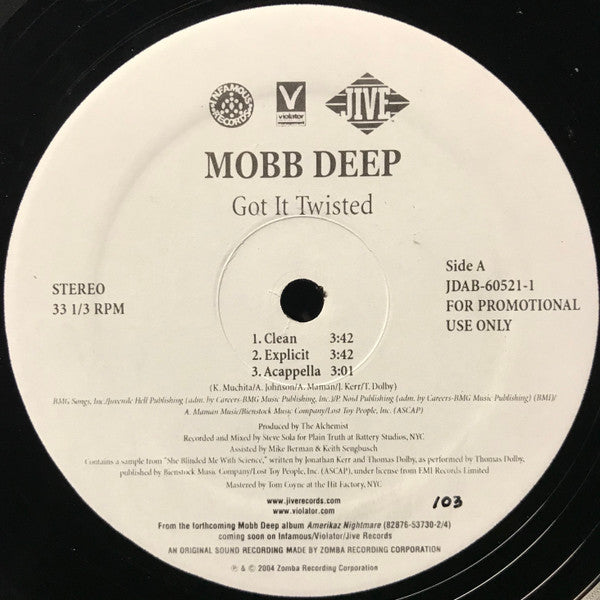 INFAMOUS RECORDS
V
violator
management
JIVE
MOBB DEEP
Got It Twisted
STEREO
33 1/3 RPM
Side A
JDAB-60521-1
FOR PROMOTIONAL
USE ONLY
1. Clean 3:42
2. Explicit 3:42
3. Acappella 3:01
(K. Muchita/A. Johnson/A. Maman/J. Kerr/T. Dolby)
BMG Songs, Inc./Juvenile Hell Publishing (adm. by Careers-BMG Music Publishing, Inc.)/P. Noid Publishing (adm. by Careers-BMG Music Publishing) (BMI)/
A. Maman Music/Bienstock Music Company/Lost Toy People, Inc. (ASCAP)
Produced by The Alchemist
Recorded and Mixed by Steve Sola for Plain Truth at Battery Studios, NYC
Assisted by Mike Berman & Keith Sengbusch
Contains a sample from "She Blinded Me With Science," written by Jonathan Kerr and Thomas Dolby, as performed by Thomas Dolby,
published by Bienstock Music Company/Lost Toy People, Inc. (ASCAP), under license from EMI Records Limited
Mastered by Tom Coyne at the Hit Factory, NYC
www.jiverecords.com
www.violator.com
103
From the forthcoming Mobb Deep album Amerikaz Nightmare (82876-53730-2/4)
coming soon on Infamous/Violator/Jive Records
AN ORIGINAL SOUND RECORDING MADE BY ZOMBA RECORDING CORPORATION
℗ & © 2004 Zomba Recording Corporation